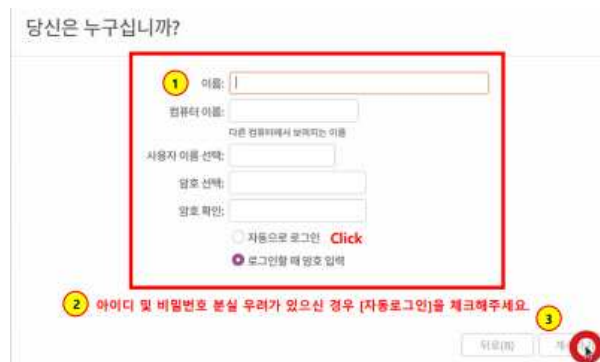 당신은 누구십니까?
1 이름:
컴퓨터 이름:
다른 컴퓨터에서 보여지는 이름
사용자 이름 선택:
암호 선택:
암호 확인:
자동으로 로그인 Click
로그인할 때 암호 입력
2 아이디 및 비밀번호 분실 우려가 있으신 경우 [자동로그인]을 체크해주세요.
3
뒤로(B)